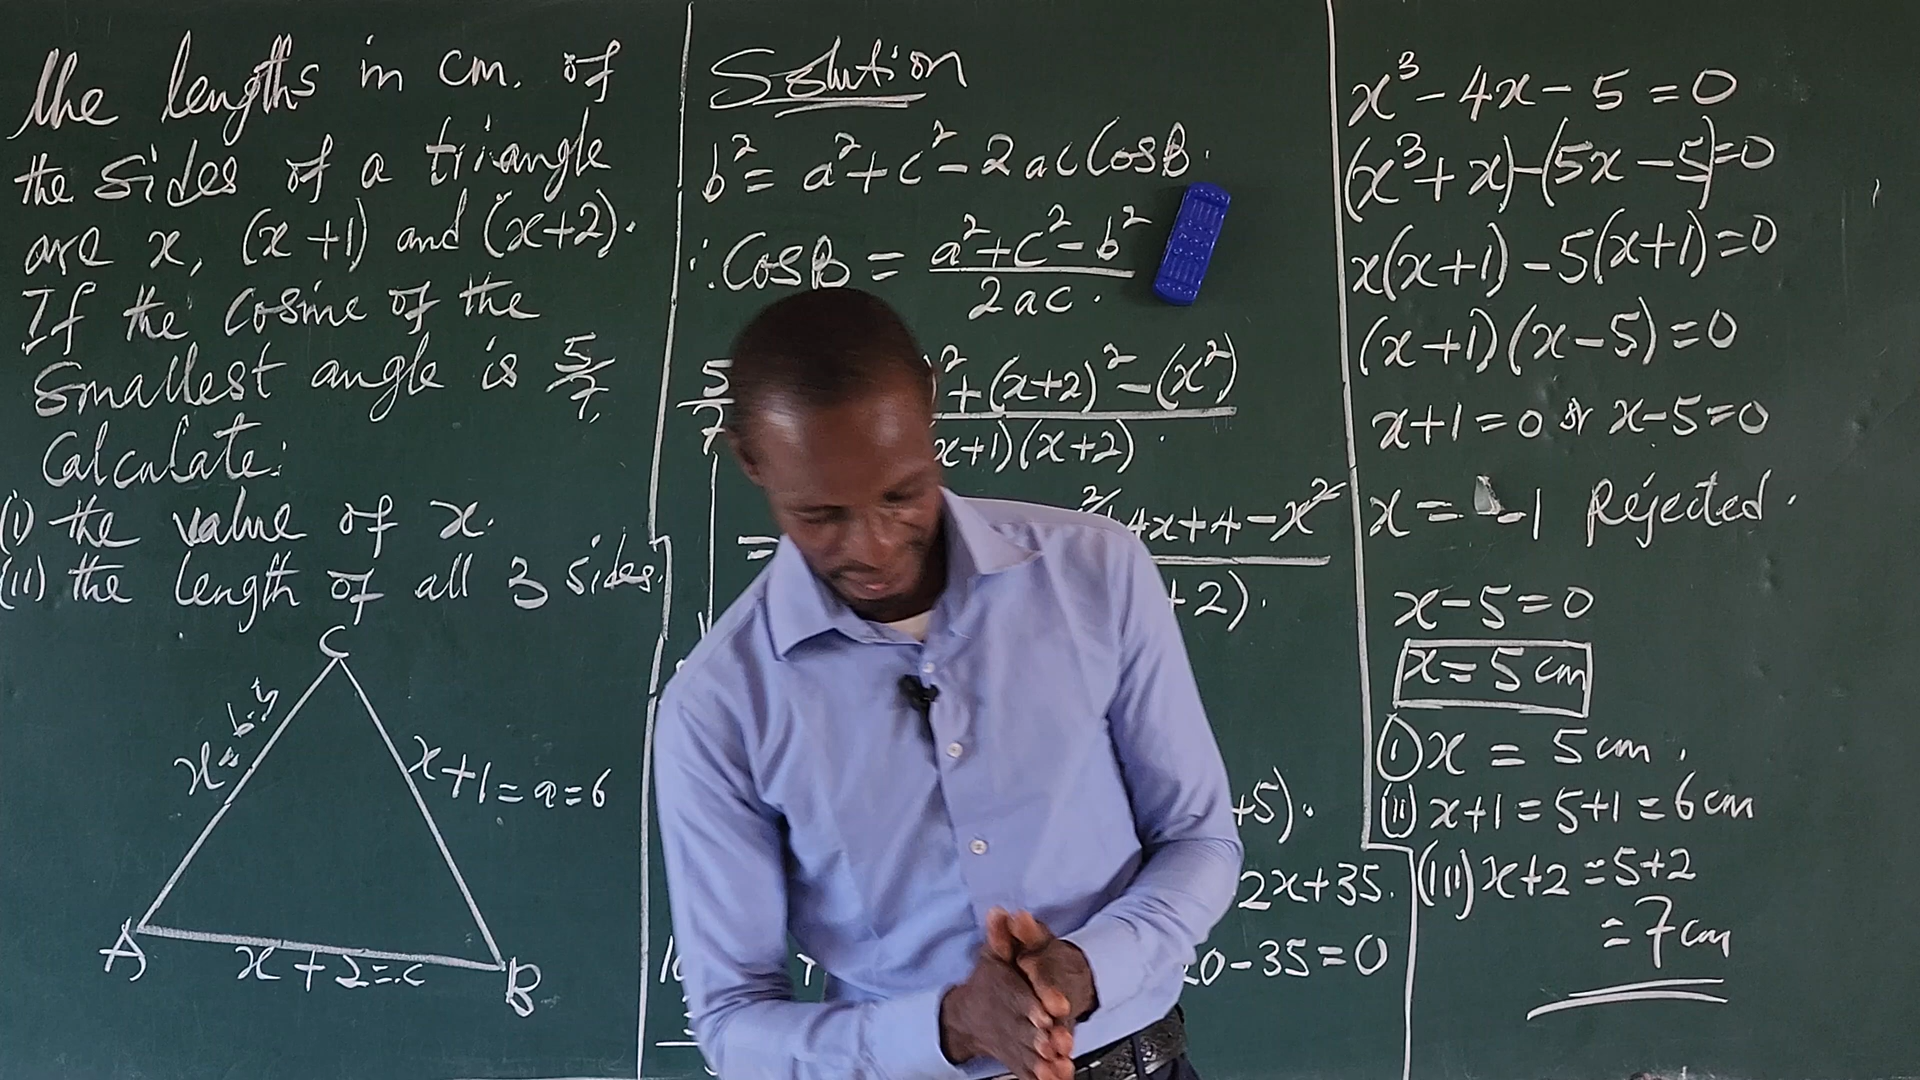 The lengths in cm. of
the sides of a triangle
are x, (x+1) and (x+2).
If the cosine of the
Smallest angle is 5/7,
Calculate:
(i) the value of x.
(ii) the length of all 3 sides.
C
x = b =
x+1 = a = 6
A
x+2 = c
B
Solution
b² = a² + c² - 2ac Cos B.
∴ Cos B = a² + c² - b² / 2ac.
5/7 )² + (x+2)² - (x²) / x+1)(x+2).
= 4x+4 - x² / +2).
+5).
2x+35.
20-35=0
x³ - 4x - 5 = 0
(x³ + x) - (5x - 5) = 0
x(x+1) - 5(x+1) = 0
(x+1)(x-5) = 0
x+1 = 0 or x-5 = 0
x = -1 Rejected.
x - 5 = 0
x = 5 cm
(i) x = 5 cm.
(ii) x+1 = 5+1 = 6 cm
(iii) x+2 = 5+2
= 7 cm